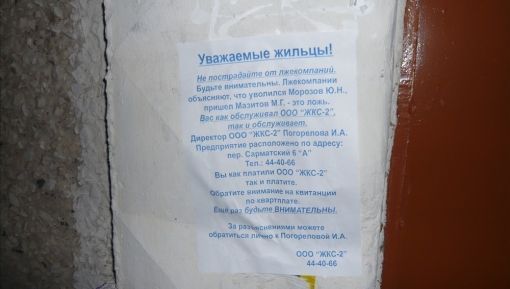 Уважаемые жильцы!
Не пострадайте от лжекомпаний.
Будьте внимательны. Лжекомпании
объясняют, что уволился Морозов Ю.Н.,
пришел Мазитов М.Г. - это ложь.
Вас как обслуживал ООО "ЖКС-2",
так и обслуживает.
Директор ООО "ЖКС-2" Погорелова И.А.
Предприятие расположено по адресу:
пер. Сарматский 6 "А"
Тел.: 44-40-66
Вы как платили ООО "ЖКС-2"
так и платите.
Обратите внимание на квитанции
по квартплате.
Еще раз будьте ВНИМАТЕЛЬНЫ.
За разъяснениями можете
обратиться лично к Погореловой И.А.
ООО "ЖКС-2"
44-40-66